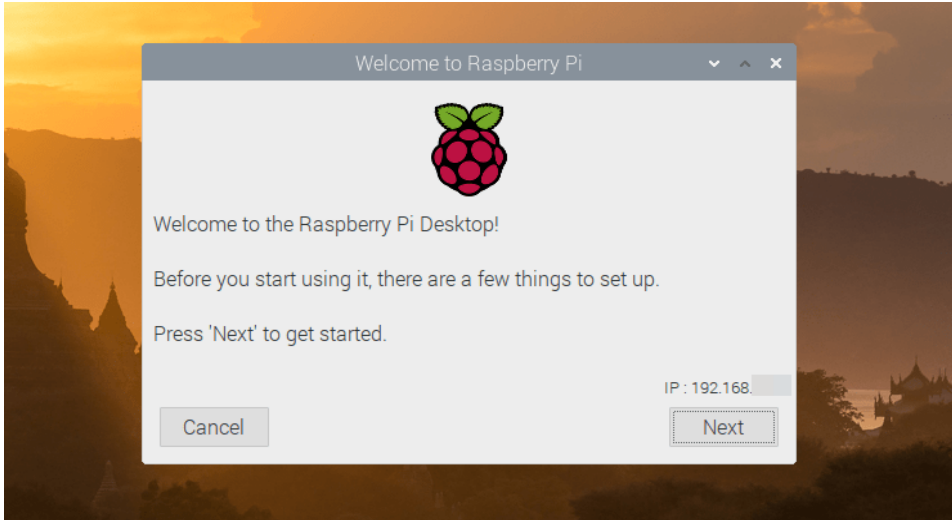 Welcome to Raspberry Pi
Welcome to the Raspberry Pi Desktop!
Before you start using it, there are a few things to set up.
Press 'Next' to get started.
IP : 192.168.
Cancel
Next